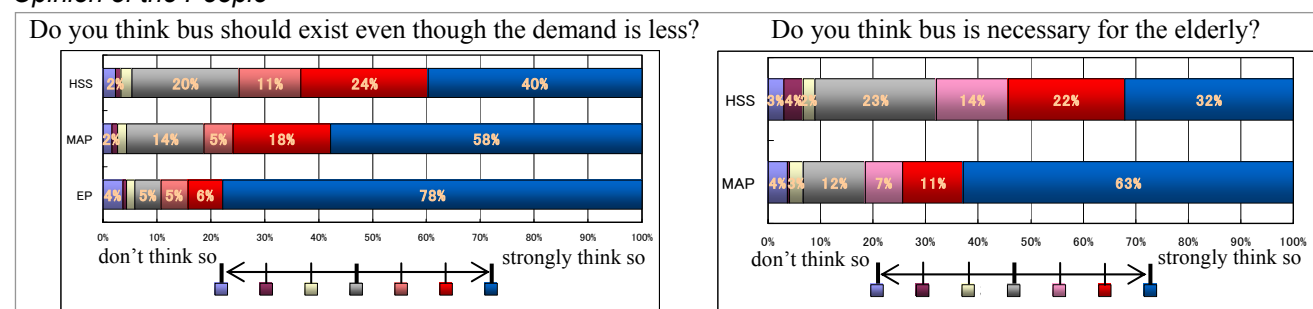 Opinion of the People
Do you think bus should exist even though the demand is less?
HSS 2% 20% 11% 24% 40%
MAP 2% 14% 5% 18% 58%
EP 4% 5% 5% 6% 78%
0% 10% 20% 30% 40% 50% 60% 70% 80% 90% 100%
don't think so strongly think so
Do you think bus is necessary for the elderly?
HSS 3% 4% 2% 23% 14% 22% 32%
MAP 4% 3% 12% 7% 11% 63%
0% 10% 20% 30% 40% 50% 60% 70% 80% 90% 100%
don't think so strongly think so